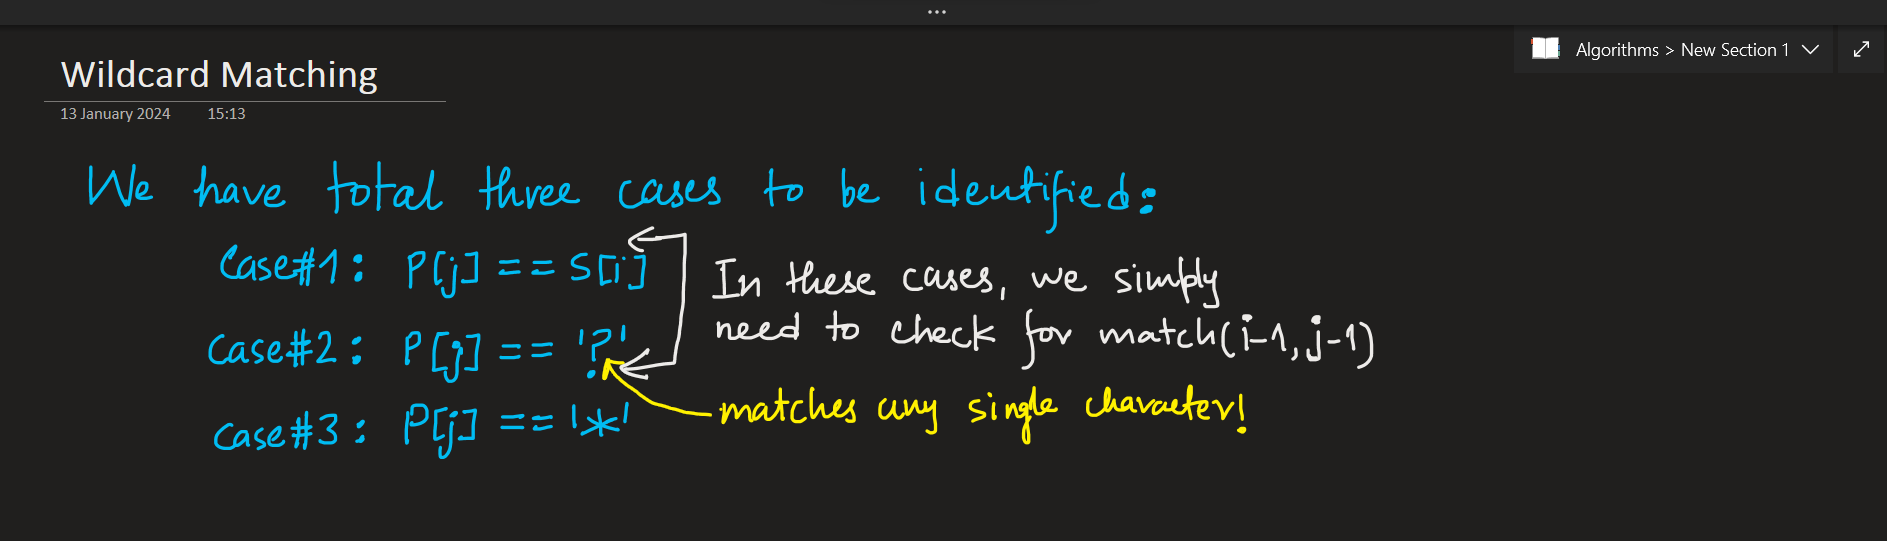 Algorithms > New Section 1
Wildcard Matching
13 January 2024 15:13
We have total three cases to be identified:
Case#1: P[j] == S[i]
In these cases, we simply
need to check for match(i-1, j-1)
Case#2: P[j] == '?'
matches any single character!
Case#3: P[j] == '*'